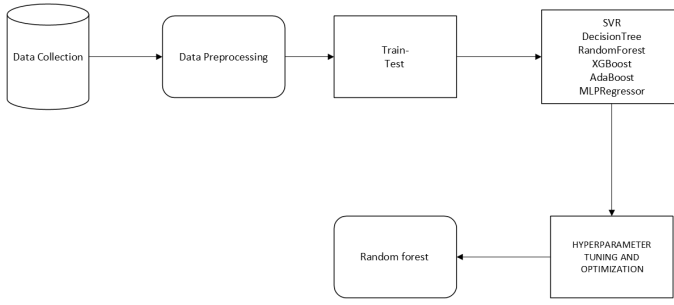 Data Collection
Data Preprocessing
Train-
Test
SVR
DecisionTree
RandomForest
XGBoost
AdaBoost
MLPRegressor
HYPERPARAMETER
TUNING AND
OPTIMIZATION
Random forest